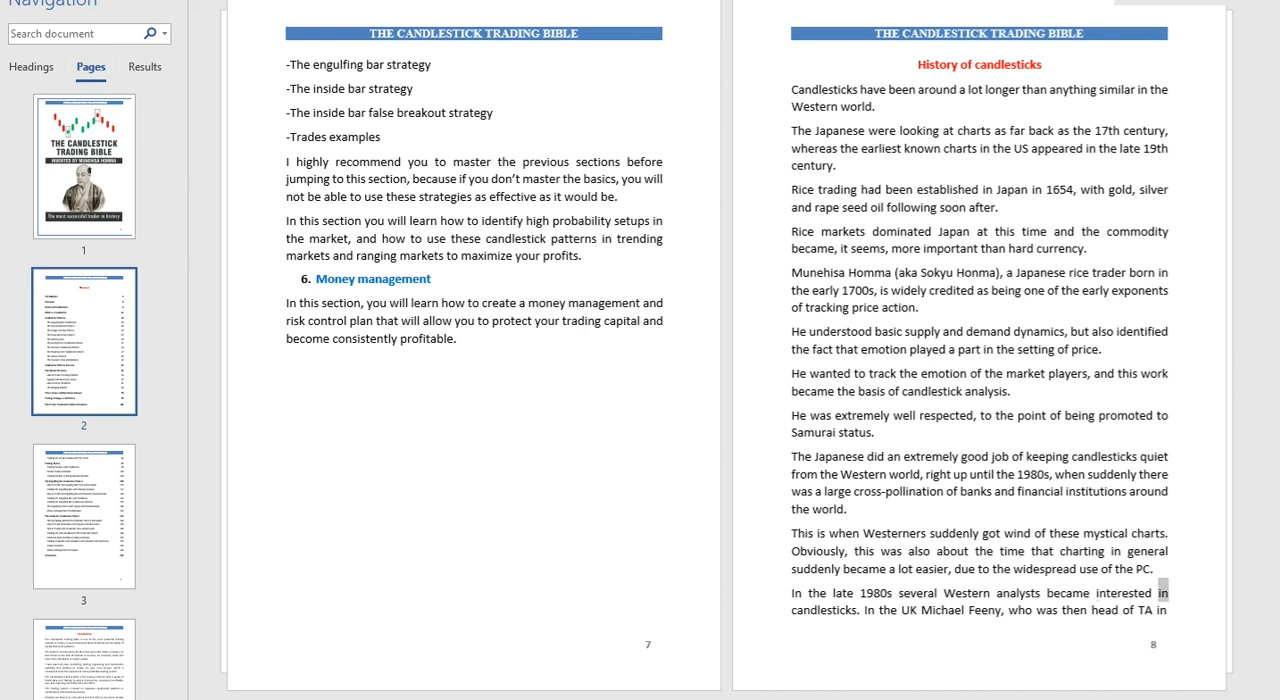 Navigation
Search document
Headings
Pages
Results
THE CANDLESTICK
TRADING BIBLE
INVENTED BY MUNEHISA HOMMA
The most successful trader in history
1
2
3
THE CANDLESTICK TRADING BIBLE
-The engulfing bar strategy
-The inside bar strategy
-The inside bar false breakout strategy
-Trades examples
I highly recommend you to master the previous sections before
jumping to this section, because if you don’t master the basics, you will
not be able to use these strategies as effective as it would be.
In this section you will learn how to identify high probability setups in
the market, and how to use these candlestick patterns in trending
markets and ranging markets to maximize your profits.
6. Money management
In this section, you will learn how to create a money management and
risk control plan that will allow you to protect your trading capital and
become consistently profitable.
7
THE CANDLESTICK TRADING BIBLE
History of candlesticks
Candlesticks have been around a lot longer than anything similar in the
Western world.
The Japanese were looking at charts as far back as the 17th century,
whereas the earliest known charts in the US appeared in the late 19th
century.
Rice trading had been established in Japan in 1654, with gold, silver
and rape seed oil following soon after.
Rice markets dominated Japan at this time and the commodity
became, it seems, more important than hard currency.
Munehisa Homma (aka Sokyu Honma), a Japanese rice trader born in
the early 1700s, is widely credited as being one of the early exponents
of tracking price action.
He understood basic supply and demand dynamics, but also identified
the fact that emotion played a part in the setting of price.
He wanted to track the emotion of the market players, and this work
became the basis of candlestick analysis.
He was extremely well respected, to the point of being promoted to
Samurai status.
The Japanese did an extremely good job of keeping candlesticks quiet
from the Western world, right up until the 1980s, when suddenly there
was a large cross-pollination of banks and financial institutions around
the world.
This is when Westerners suddenly got wind of these mystical charts.
Obviously, this was also about the time that charting in general
suddenly became a lot easier, due to the widespread use of the PC.
In the late 1980s several Western analysts became interested in
candlesticks. In the UK Michael Feeny, who was then head of TA in
8